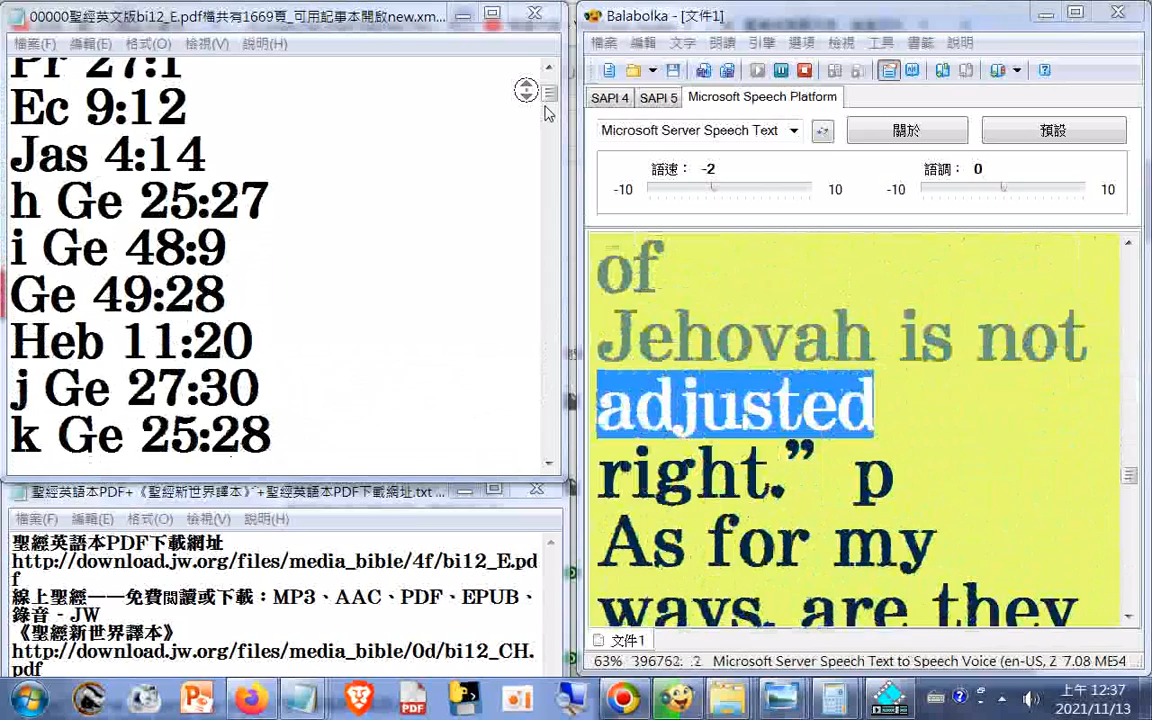 00000聖經英文版bi12_E.pdf檔共有1669頁_可用記事本開啟new.xm...
檔案(F) 編輯(E) 格式(O) 檢視(V) 說明(H)
Pr 27:1
Ec 9:12
Jas 4:14
h Ge 25:27
i Ge 48:9
Ge 49:28
Heb 11:20
j Ge 27:30
k Ge 25:28
聖經英語本PDF+《聖經新世界譯本》+聖經英語本PDF下載網址.txt ...
檔案(F) 編輯(E) 格式(O) 檢視(V) 說明(H)
聖經英語本PDF下載網址
http://download.jw.org/files/media_bible/4f/bi12_E.pd
f
線上聖經──免費閱讀或下載：MP3、AAC、PDF、EPUB、
錄音 - JW
《聖經新世界譯本》
http://download.jw.org/files/media_bible/0d/bi12_CH.
pdf
Balabolka - [文件1]
檔案 編輯 文字 朗讀 引擎 選項 檢視 工具 書籤 說明
SAPI 4 SAPI 5 Microsoft Speech Platform
Microsoft Server Speech Text 關於 預設
語速： -2 語調： 0
-10 10 -10 10
of
Jehovah is not
adjusted
right.” p
As for my
ways, are they
文件1
63% 396762: .2 Microsoft Server Speech Text to Speech Voice (en-US, Z 7.08 ME54
上午 12:37
2021/11/13